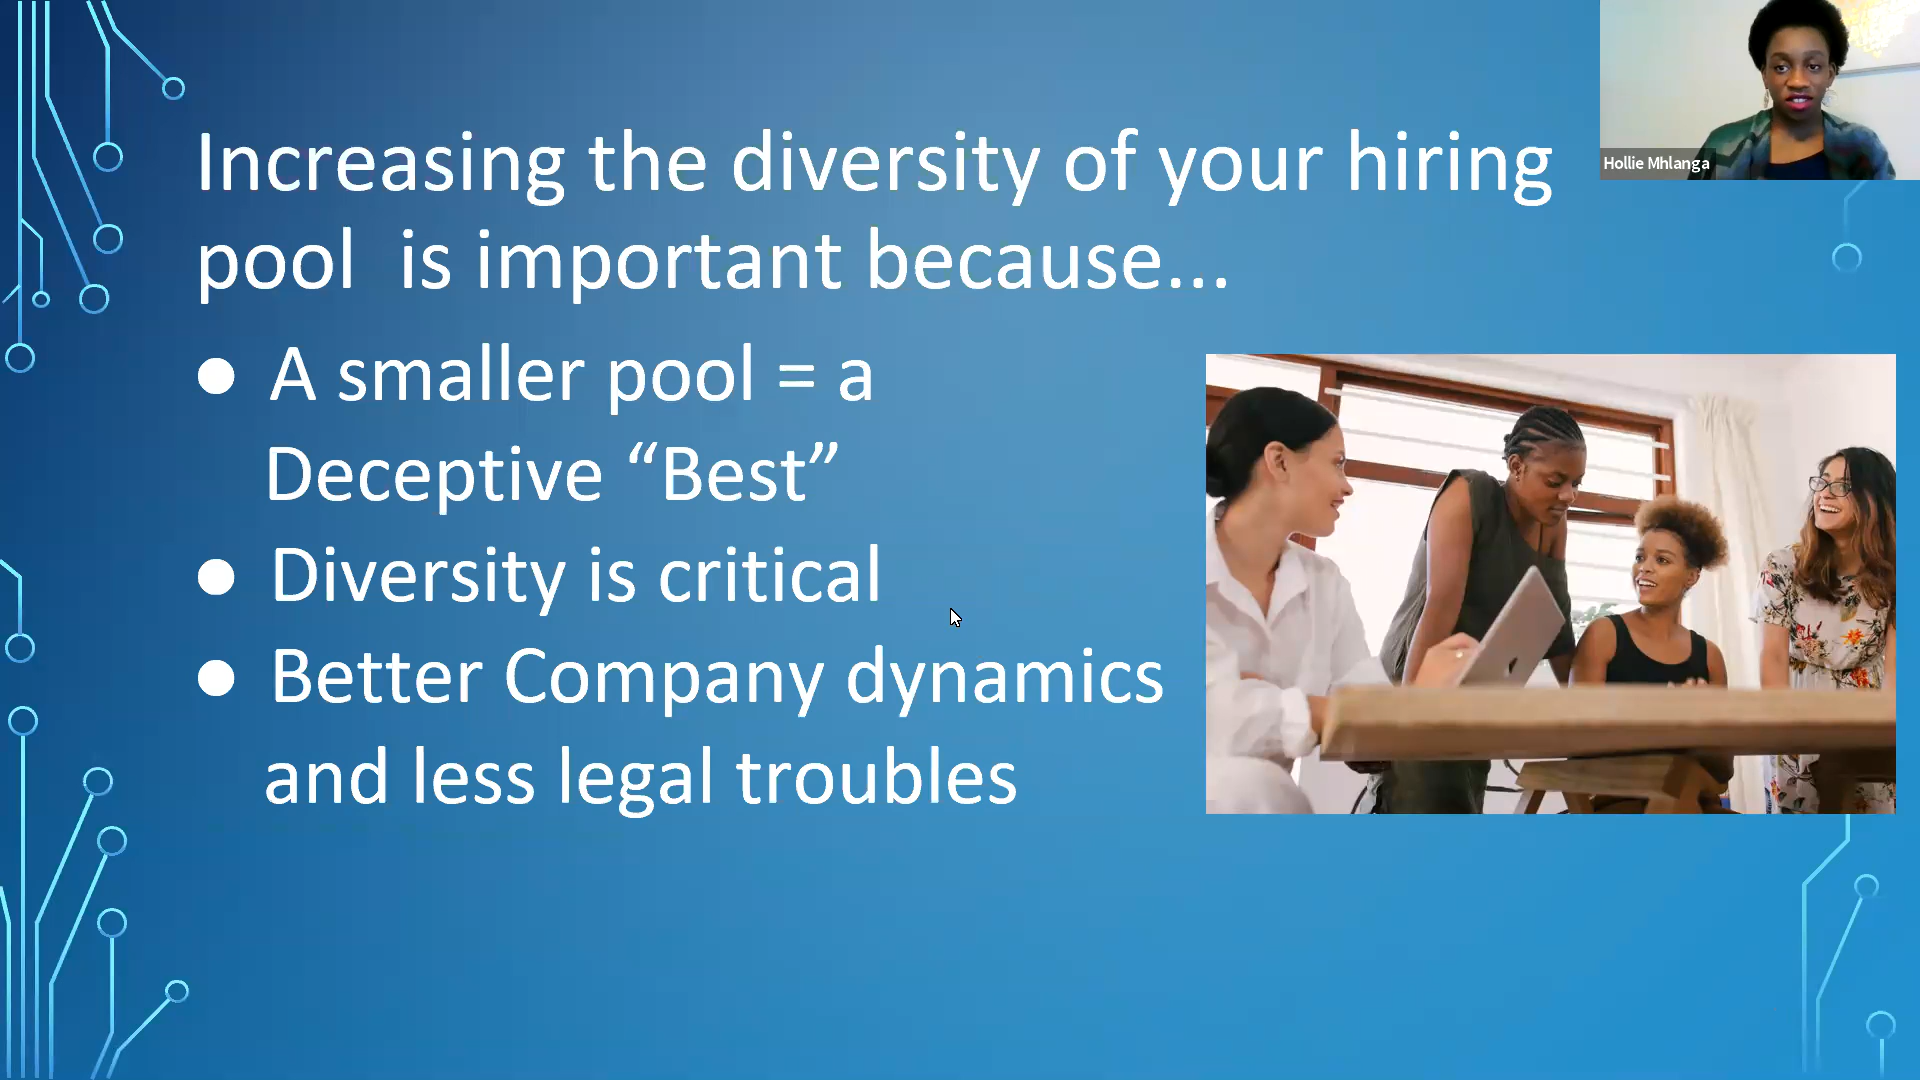 Increasing the diversity of your hiring
pool  is important because...
● A smaller pool = a
Deceptive “Best”
● Diversity is critical
● Better Company dynamics
and less legal troubles
Hollie Mhlanga